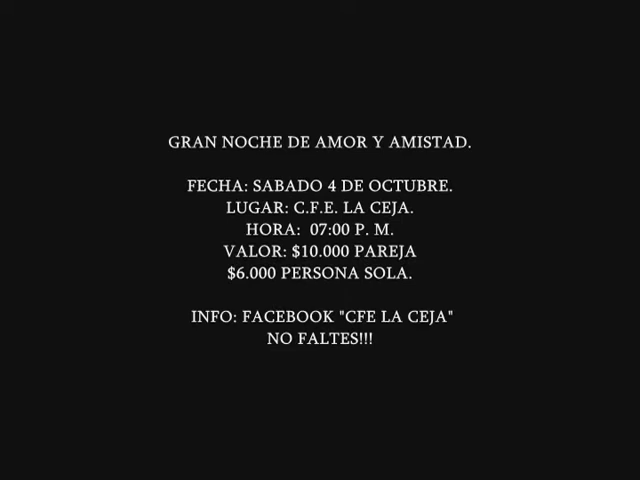 GRAN NOCHE DE AMOR Y AMISTAD.
FECHA: SABADO 4 DE OCTUBRE.
LUGAR: C.F.E. LA CEJA.
HORA:  07:00 P. M.
VALOR: $10.000 PAREJA
$6.000 PERSONA SOLA.
INFO: FACEBOOK "CFE LA CEJA"
NO FALTES!!!